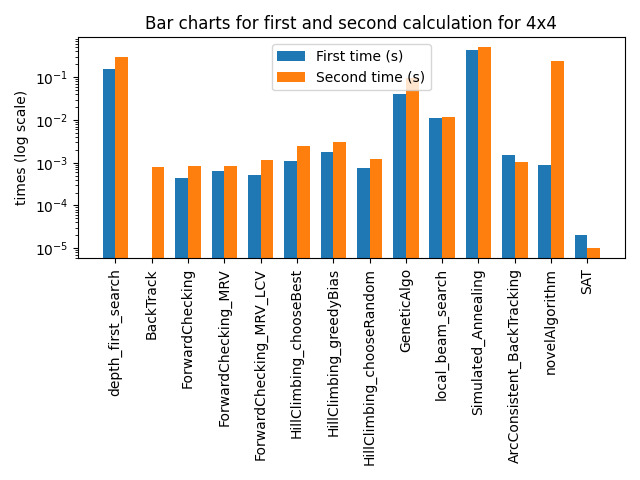 Bar charts for first and second calculation for 4x4
First time (s)
Second time (s)
times (log scale)
10⁻¹
10⁻²
10⁻³
10⁻⁴
10⁻⁵
depth_first_search
BackTrack
ForwardChecking
ForwardChecking_MRV
ForwardChecking_MRV_LCV
HillClimbing_chooseBest
HillClimbing_greedyBias
HillClimbing_chooseRandom
GeneticAlgo
local_beam_search
Simulated_Annealing
ArcConsistent_BackTracking
novelAlgorithm
SAT